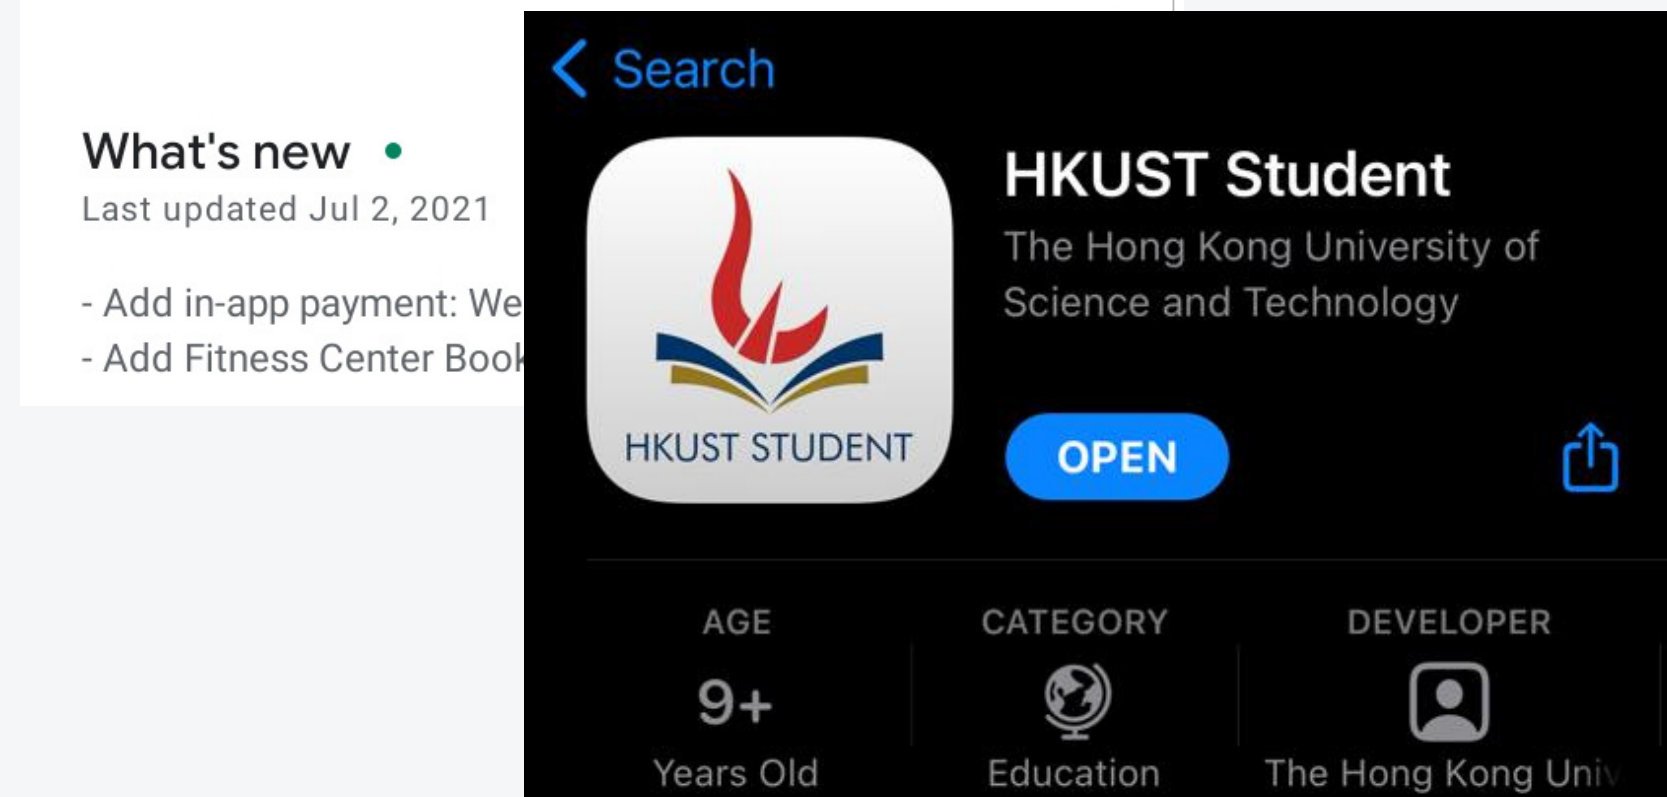 What's new
Last updated Jul 2, 2021
- Add in-app payment: We
- Add Fitness Center
Search
HKUST STUDENT
HKUST Student
The Hong Kong University of
Science and Technology
OPEN
AGE
9+
Years Old
CATEGORY
Education
DEVELOPER
The Hong Kong